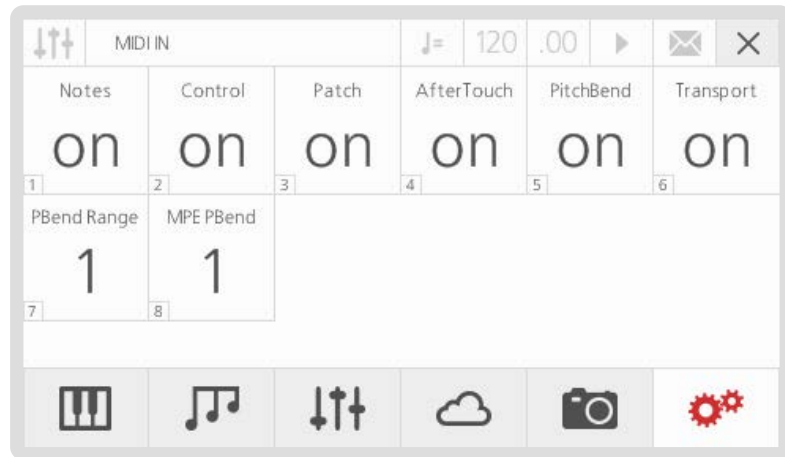 MIDI IN ♩= 120 .00
Notes Control Patch AfterTouch PitchBend Transport
on on on on on on
1 2 3 4 5 6
PBend Range MPE PBend
1 1
7 8